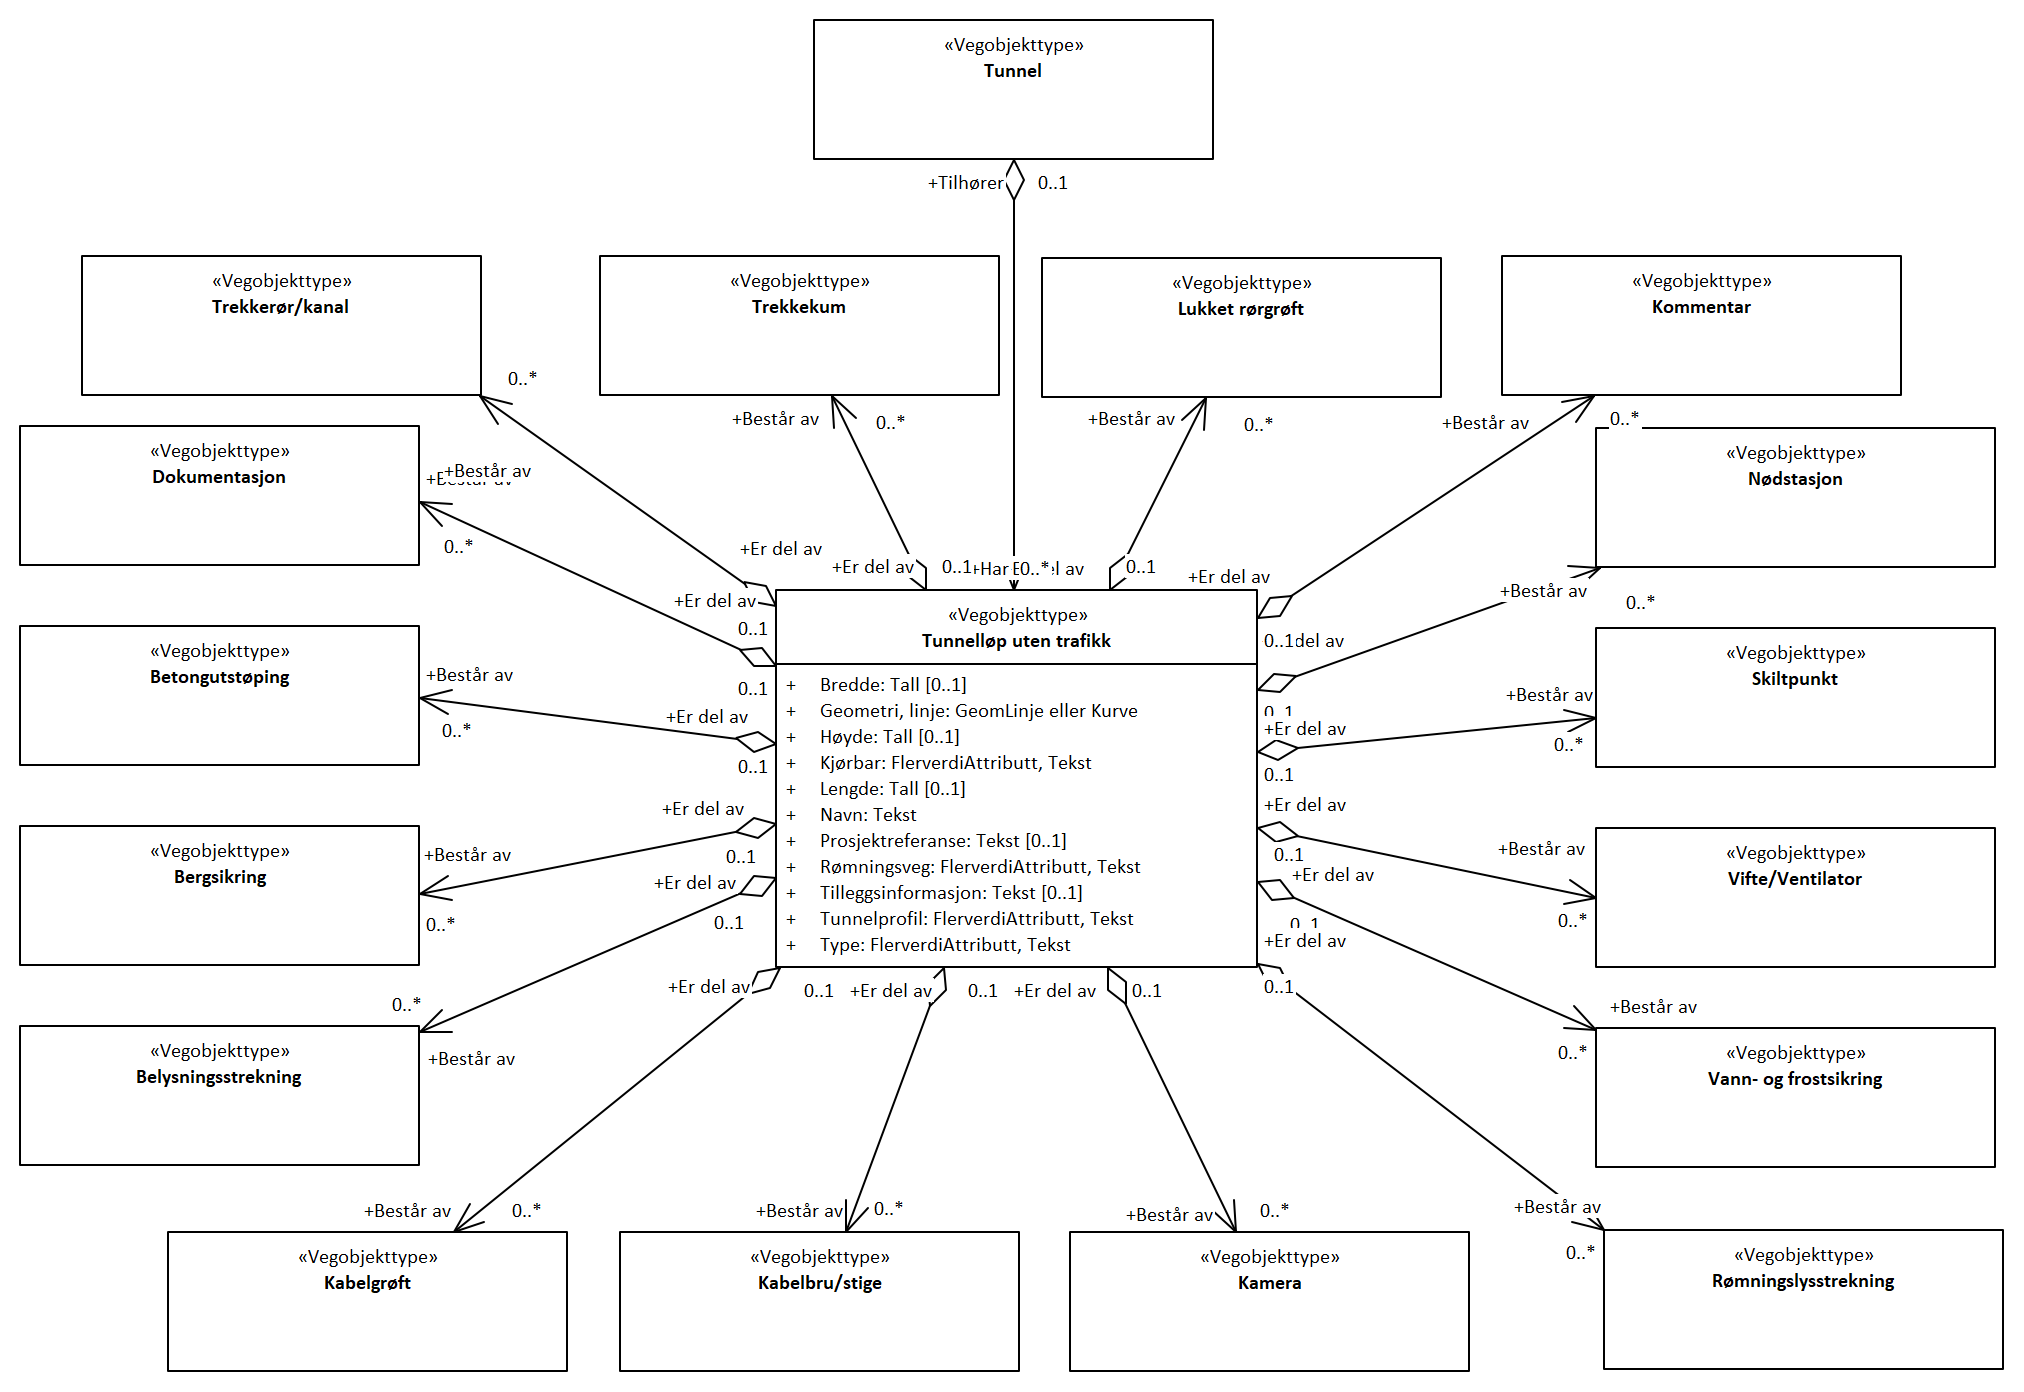 «Vegobjekttype»
Tunnel
+Tilhører
0..1
«Vegobjekttype»
Trekkerør/kanal
«Vegobjekttype»
Trekkekum
«Vegobjekttype»
Lukket rørgrøft
«Vegobjekttype»
Kommentar
0..*
+Består av
0..*
+Består av
0..*
+Består av
0..*
«Vegobjekttype»
Dokumentasjon
+Består av
0..*
«Vegobjekttype»
Nødstasjon
+Er del av
+Er del av
0..1
+Har
0..*
0..1
+Er del av
+Består av
0..*
+Er del av
0..1
«Vegobjekttype»
Tunnelløp uten trafikk
0..1
del av
«Vegobjekttype»
Betongutstøping
+Består av
0..*
0..1
+Er del av
0..1
+ Bredde: Tall [0..1]
+ Geometri, linje: GeomLinje eller Kurve
+ Høyde: Tall [0..1]
+ Kjørbar: FlerverdiAttributt, Tekst
+ Lengde: Tall [0..1]
+ Navn: Tekst
+ Prosjektreferanse: Tekst [0..1]
+ Rømningsveg: FlerverdiAttributt, Tekst
+ Tilleggsinformasjon: Tekst [0..1]
+ Tunnelprofil: FlerverdiAttributt, Tekst
+ Type: FlerverdiAttributt, Tekst
0..1
+Er del av
0..1
+Består av
0..*
«Vegobjekttype»
Skiltpunkt
«Vegobjekttype»
Bergsikring
+Består av
0..*
+Er del av
0..1
+Er del av
0..1
+Består av
0..*
«Vegobjekttype»
Vifte/Ventilator
«Vegobjekttype»
Belysningsstrekning
0..*
+Består av
+Er del av
0..1
+Er del av
0..1
+Består av
0..*
«Vegobjekttype»
Vann- og frostsikring
+Er del av
0..1
+Er del av
0..1
+Er del av
0..1
+Er del av
0..1
+Består av
0..*
+Består av
0..*
+Består av
0..*
+Består av
0..*
«Vegobjekttype»
Kabelgrøft
«Vegobjekttype»
Kabelbru/stige
«Vegobjekttype»
Kamera
«Vegobjekttype»
Rømningslysstrekning